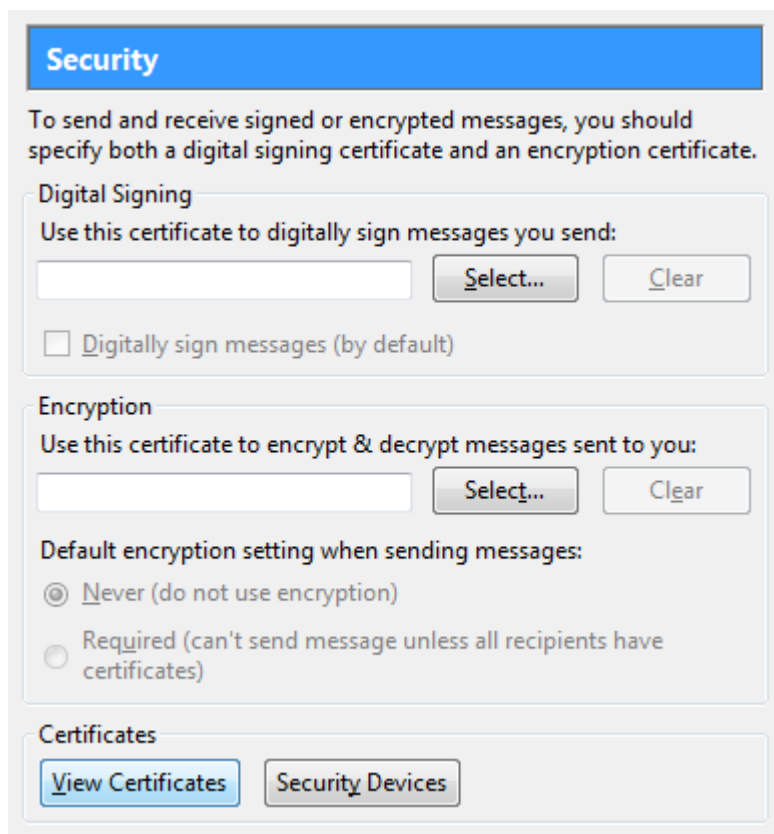 Security
To send and receive signed or encrypted messages, you should
specify both a digital signing certificate and an encryption certificate.
Digital Signing
Use this certificate to digitally sign messages you send:
Select... Clear
Digitally sign messages (by default)
Encryption
Use this certificate to encrypt & decrypt messages sent to you:
Select... Clear
Default encryption setting when sending messages:
Never (do not use encryption)
Required (can't send message unless all recipients have
certificates)
Certificates
View Certificates Security Devices